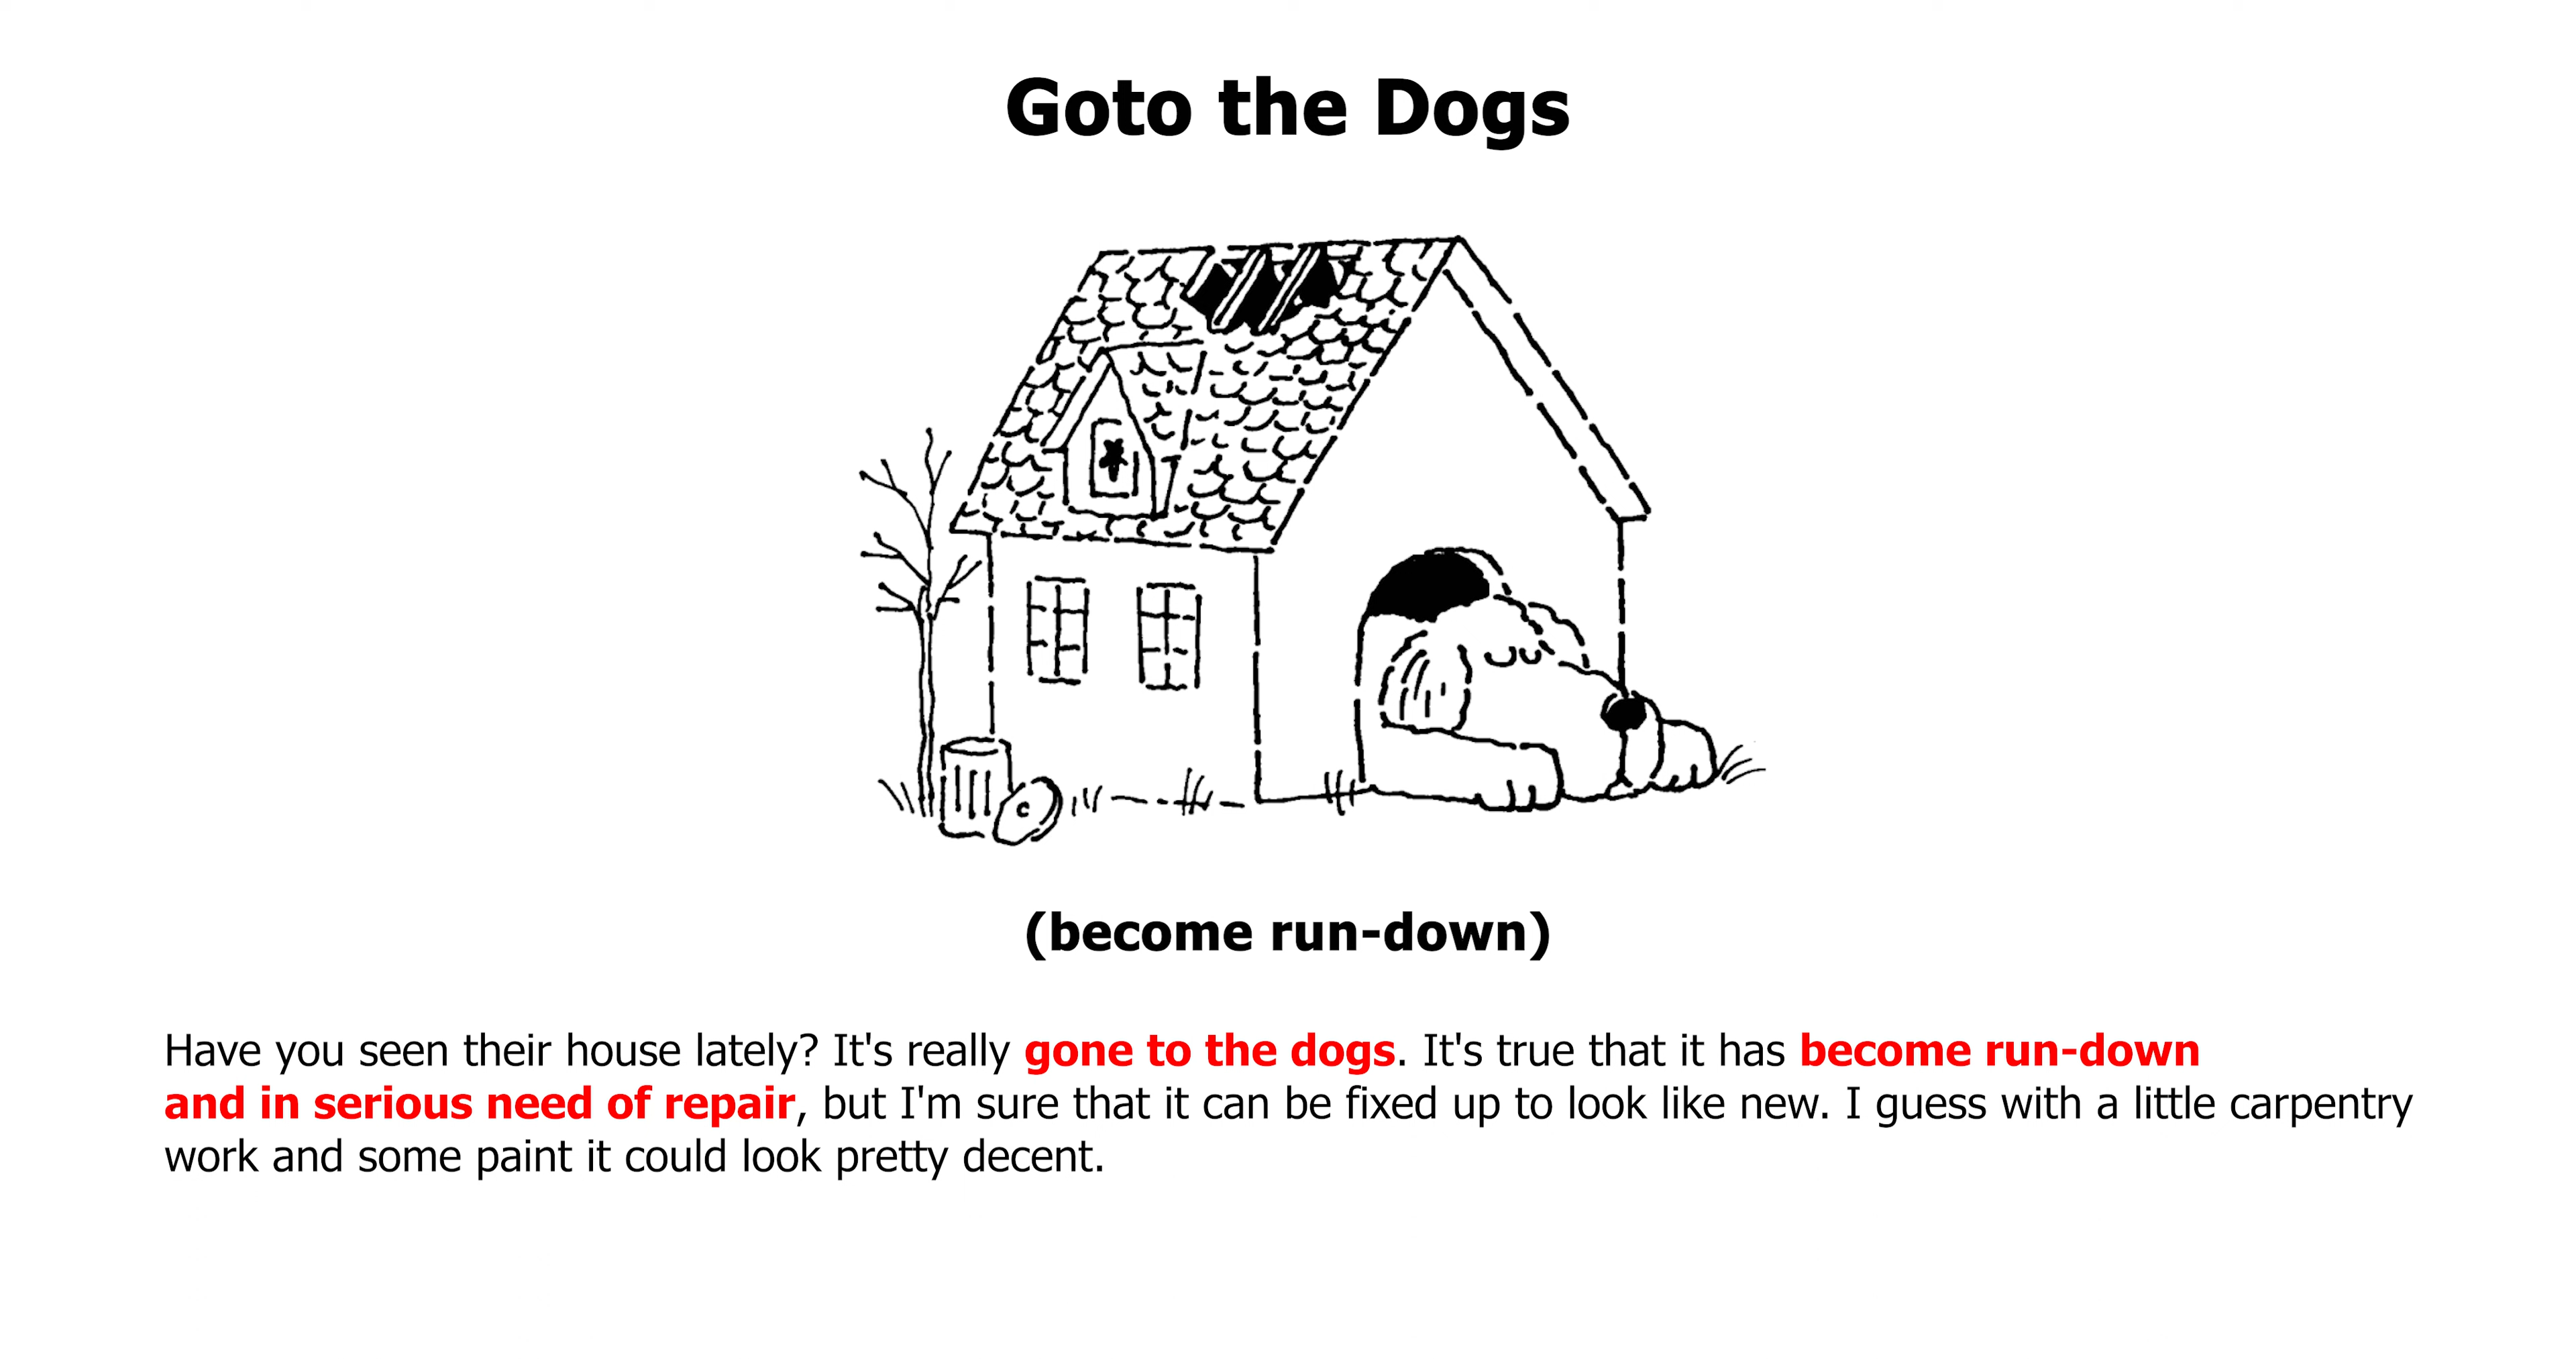 Goto the Dogs
(become run-down)
Have you seen their house lately? It's really gone to the dogs. It's true that it has become run-down
and in serious need of repair, but I'm sure that it can be fixed up to look like new. I guess with a little carpentry
work and some paint it could look pretty decent.